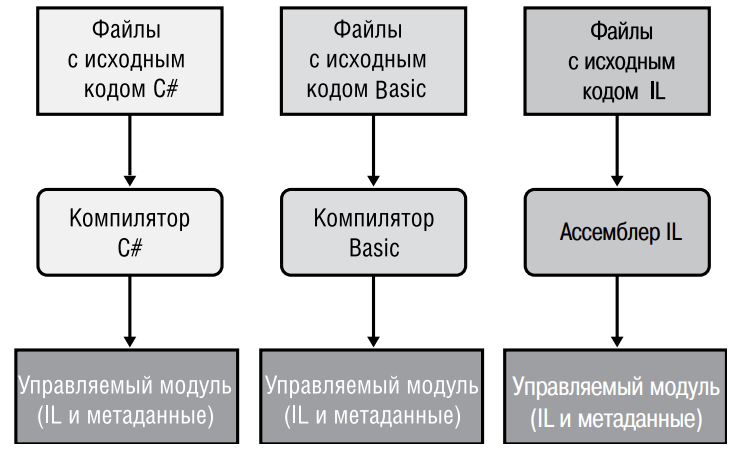 Файлы
с исходным
кодом C#
Файлы
с исходным
кодом Basic
Файлы
с исходным
кодом IL
Компилятор
C#
Компилятор
Basic
Ассемблер IL
Управляемый модуль
(IL и метаданные)
Управляемый модуль
(IL и метаданные)
Управляемый модуль
(IL и метаданные)